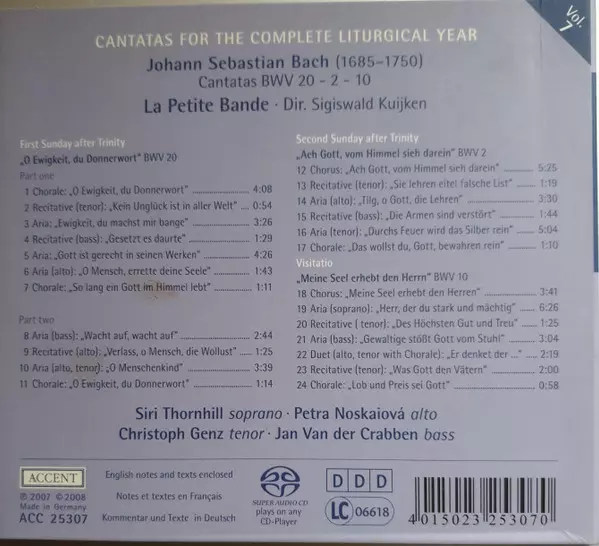 Vol. 7
CANTATAS FOR THE COMPLETE LITURGICAL YEAR
Johann Sebastian Bach (1685–1750)
Cantatas BWV 20 - 2 - 10
La Petite Bande · Dir. Sigiswald Kuijken
First Sunday after Trinity
„O Ewigkeit, du Donnerwort" BWV 20
Part one
1 Chorale: „O Ewigkeit, du Donnerwort" 4:08
2 Recitative (tenor): „Kein Unglück ist in aller Welt" 0:54
3 Aria: „Ewigkeit, du machst mir bange" 3:26
4 Recitative (bass): „Gesetzt es daurte" 1:29
5 Aria: „Gott ist gerecht in seinen Werken" 4:26
6 Aria (alto): „O Mensch, errette deine Seele" 1:43
7 Chorale: „So lang ein Gott im Himmel lebt" 1:11
Part two
8 Aria (bass): „Wacht auf, wacht auf" 2:44
9 Recitative (alto): „Verlass, o Mensch, die Wollust" 1:25
10 Aria (alto, tenor): „O Menschenkind" 3:39
11 Chorale: „O Ewigkeit, du Donnerwort" 1:14
Second Sunday after Trinity
„Ach Gott, vom Himmel sieh darein" BWV 2
12 Chorus: „Ach Gott, vom Himmel sieh darein" 5:25
13 Recitative (tenor): „Sie lehren eitel falsche List" 1:19
14 Aria (alto): „Tilg, o Gott, die Lehren" 3:30
15 Recitative (bass): „Die Armen sind verstört" 1:44
16 Aria (tenor): „Durchs Feuer wird das Silber rein" 5:04
17 Chorale: „Das wollst du, Gott, bewahren rein" 1:10
Visitatio
„Meine Seel erhebt den Herrn" BWV 10
18 Chorus: „Meine Seel erhebt den Herren" 3:41
19 Aria (soprano): „Herr, der du stark und mächtig" 6:26
20 Recitative ( tenor): „Des Höchsten Gut und Treu" 1:25
21 Aria (bass): „Gewaltige stößt Gott vom Stuhl" 3:04
22 Duet (alto, tenor with Chorale): „Er denket der ..." 2:19
23 Recitative (tenor): „Was Gott den Vätern" 2:00
24 Chorale: „Lob und Preis sei Gott" 0:58
Siri Thornhill soprano · Petra Noskaiová alto
Christoph Genz tenor · Jan Van der Crabben bass
ACCENT
℗ 2007 © 2008
Made in Germany
ACC 25307
English notes and texts enclosed
Notes et textes en Français
Kommentar und Texte in Deutsch
SUPER AUDIO CD
plays on any
CD-Player
D D D
LC 06618
4 015023 253070